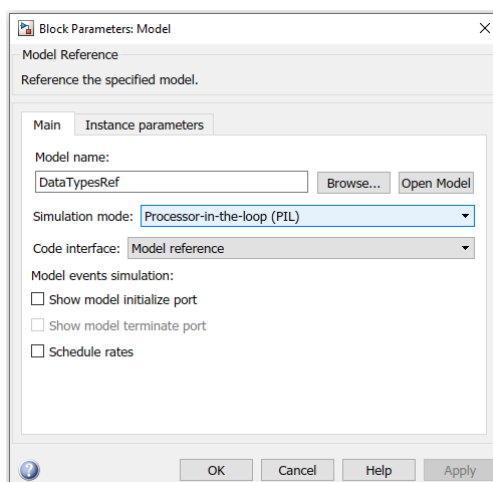 Block Parameters: Model
Model Reference
Reference the specified model.
Main Instance parameters
Model name:
DataTypesRef Browse... Open Model
Simulation mode: Processor-in-the-loop (PIL)
Code interface: Model reference
Model events simulation:
Show model initialize port
Show model terminate port
Schedule rates
OK Cancel Help Apply